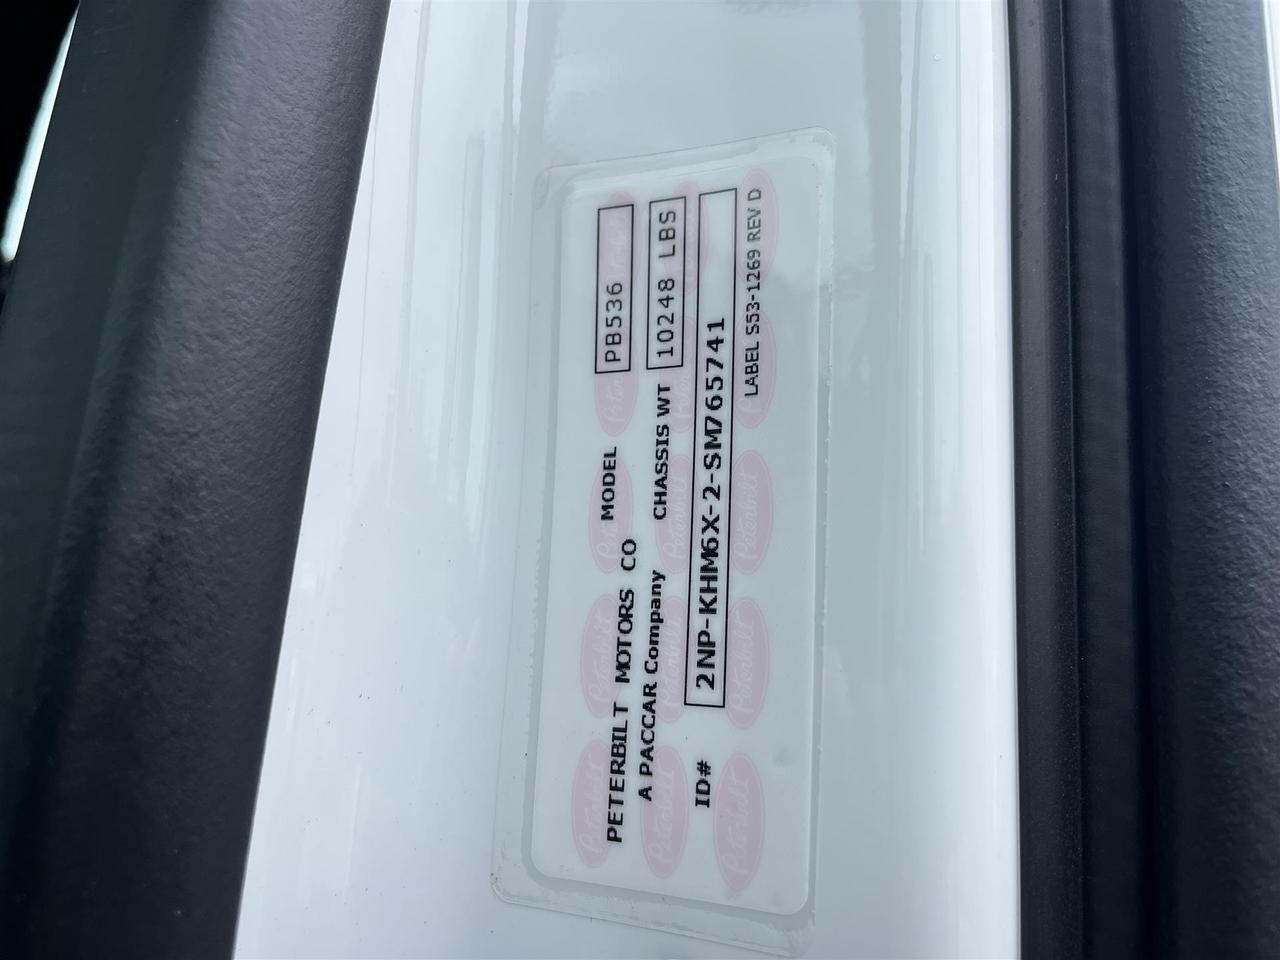 PETERBILT MOTORS CO MODEL PB536
A PACCAR Company CHASSIS WT 10248 LBS
ID# 2NP-KHM6X-2-SM765741
LABEL S53-1269 REV D